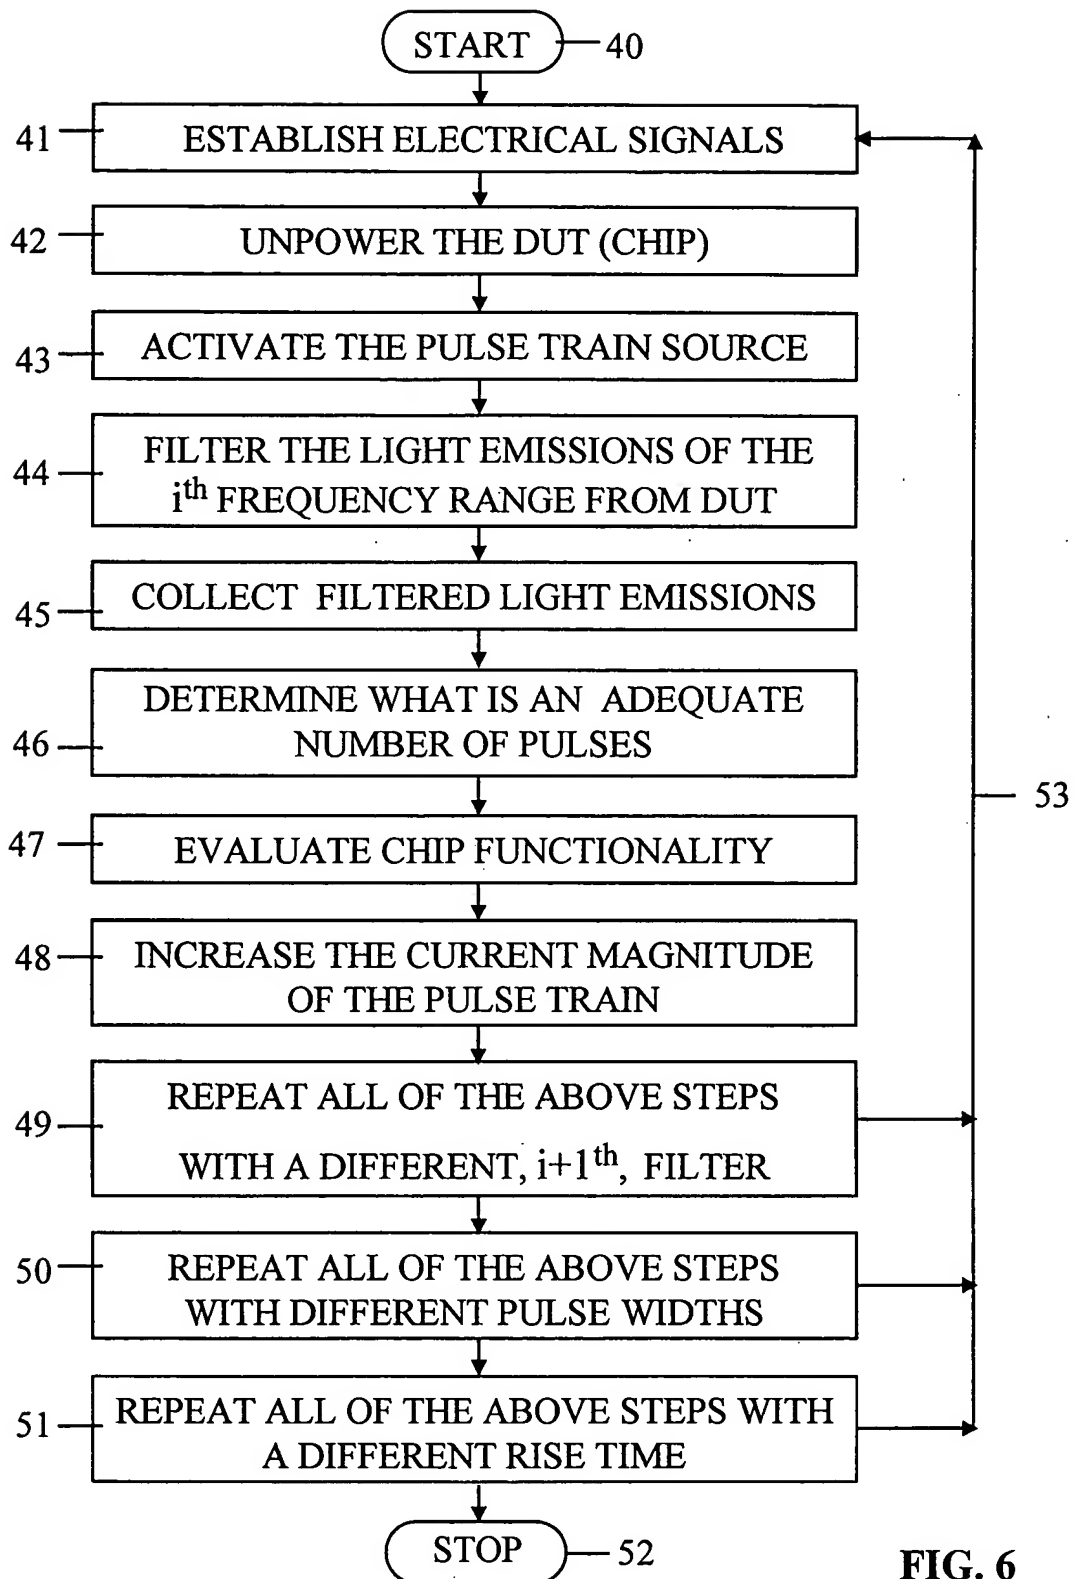 START 40
41 ESTABLISH ELECTRICAL SIGNALS
42 UNPOWER THE DUT (CHIP)
43 ACTIVATE THE PULSE TRAIN SOURCE
FILTER THE LIGHT EMISSIONS OF THE
44 ith FREQUENCY RANGE FROM DUT
45 COLLECT FILTERED LIGHT EMISSIONS
DETERMINE WHAT IS AN ADEQUATE
46 NUMBER OF PULSES
53
47 EVALUATE CHIP FUNCTIONALITY
48 INCREASE THE CURRENT MAGNITUDE
OF THE PULSE TRAIN
REPEAT ALL OF THE ABOVE STEPS
49 WITH A DIFFERENT, i+1th, FILTER
50 REPEAT ALL OF THE ABOVE STEPS
WITH DIFFERENT PULSE WIDTHS
51 REPEAT ALL OF THE ABOVE STEPS WITH
A DIFFERENT RISE TIME
STOP 52
FIG. 6